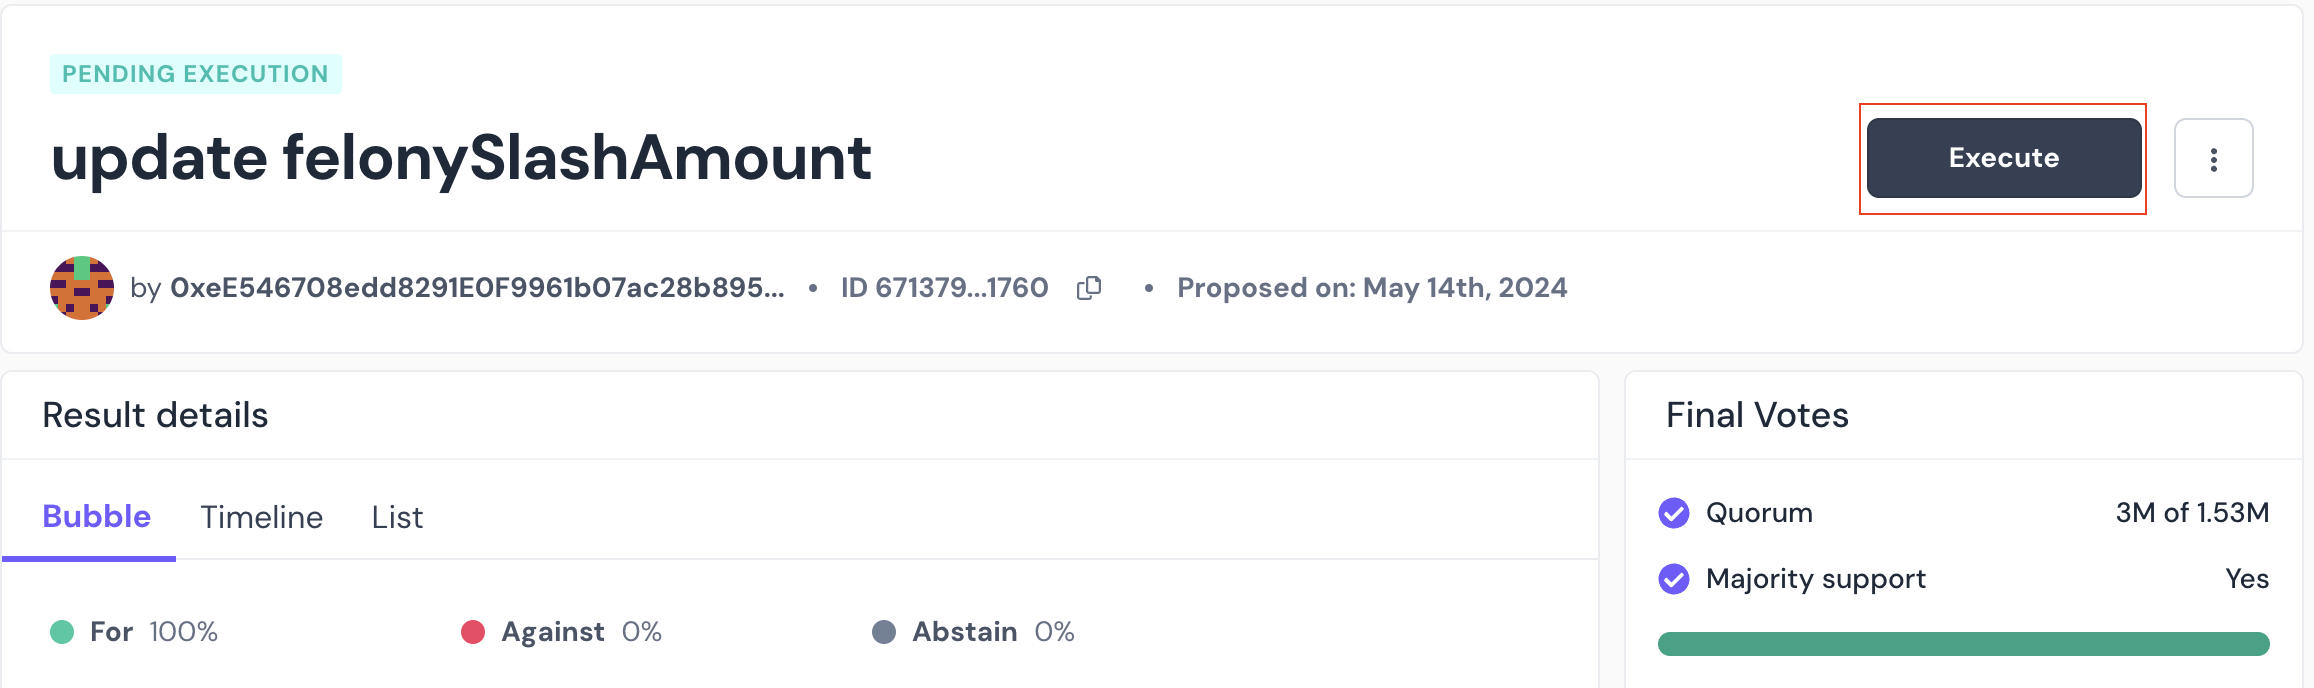 PENDING EXECUTION
update felonySlashAmount
Execute
by 0xeE546708edd8291E0F9961b07ac28b895... • ID 671379...1760 • Proposed on: May 14th, 2024
Result details
Bubble Timeline List
For 100% Against 0% Abstain 0%
Final Votes
Quorum 3M of 1.53M
Majority support Yes